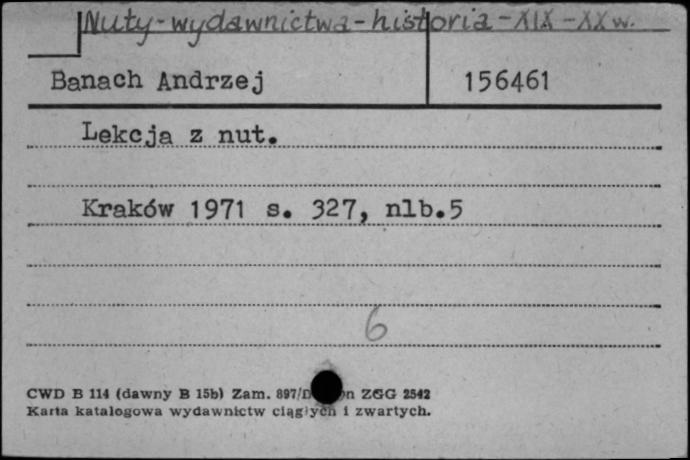 Nuty-wydawnictwa-historia-XIX-XX w.
Banach Andrzej 156461
Lekcja z nut.
Kraków 1971 s. 327, nlb.5
6
CWD B 114 (dawny B 15b) Zam. 897/D n ZGG 2542
Karta katalogowa wydawnictw ciągłych i zwartych.